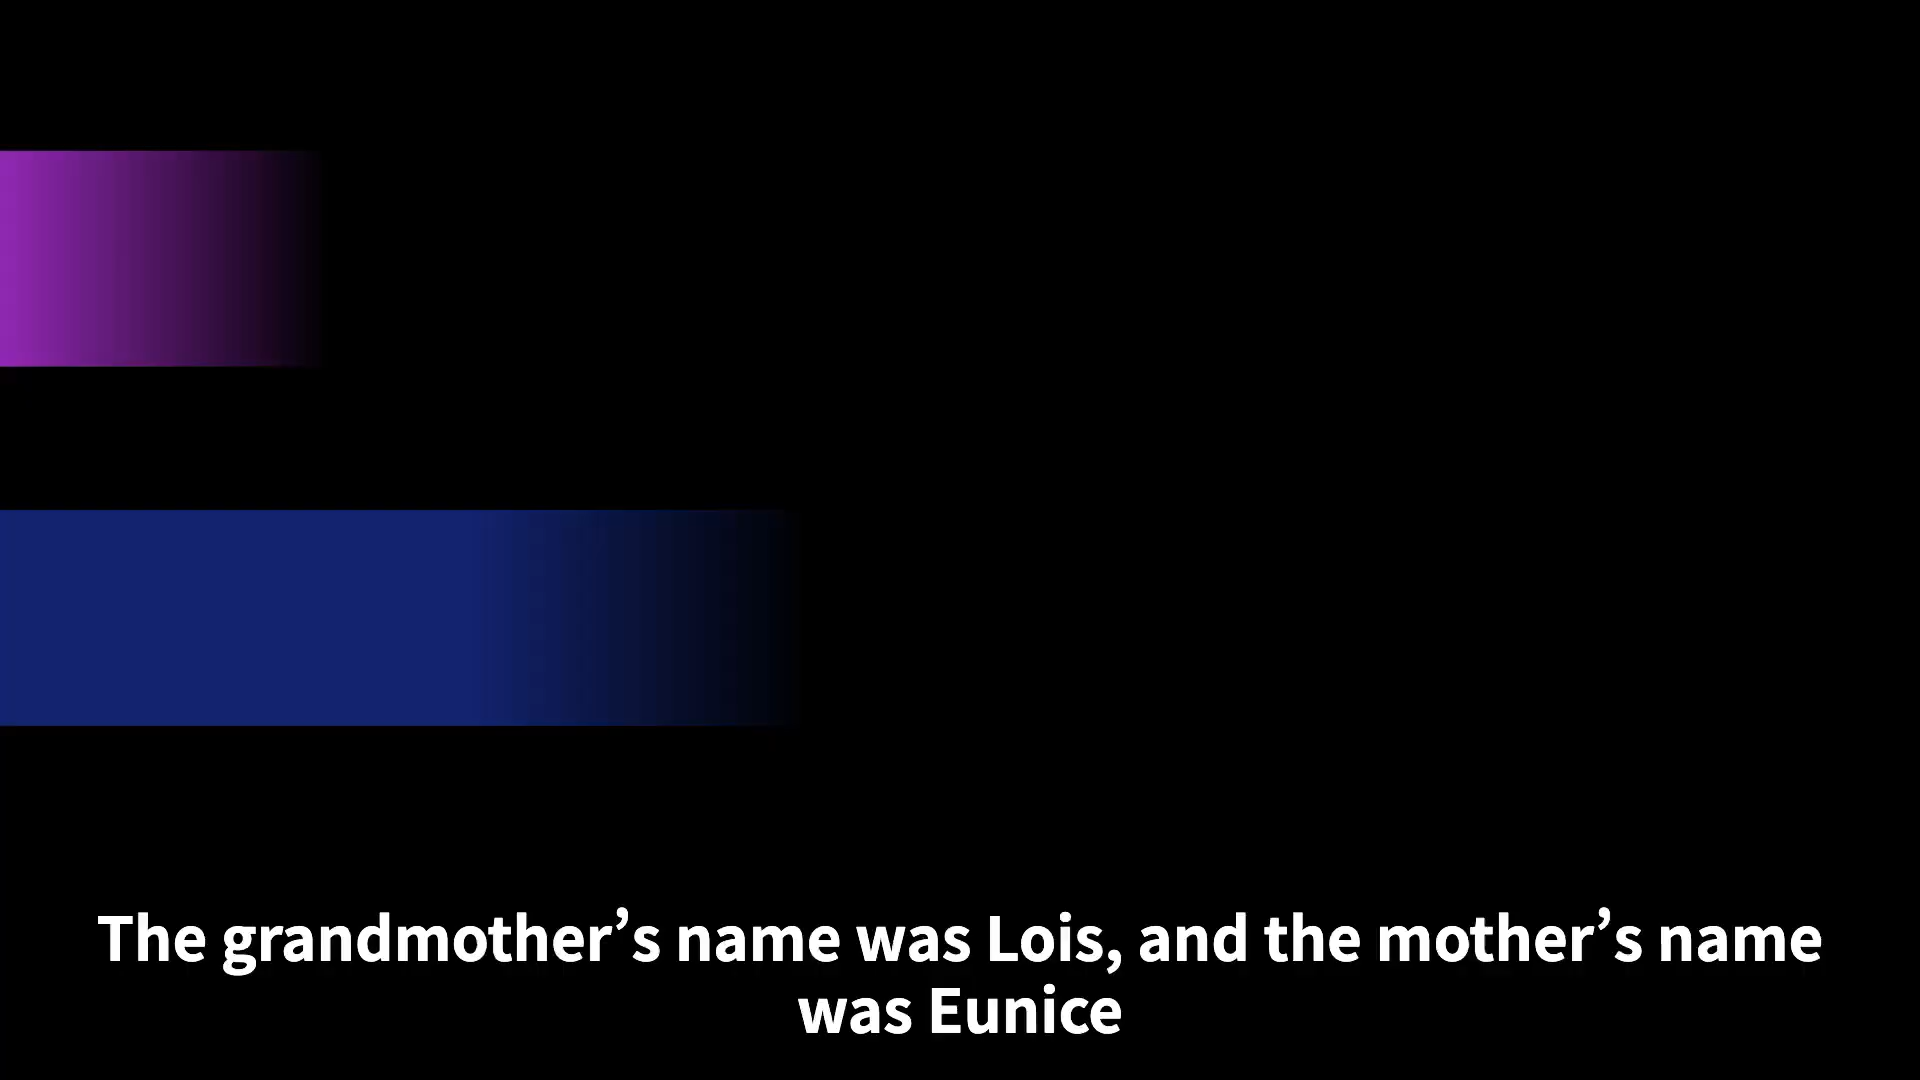 The grandmother’s name was Lois, and the mother’s name
was Eunice